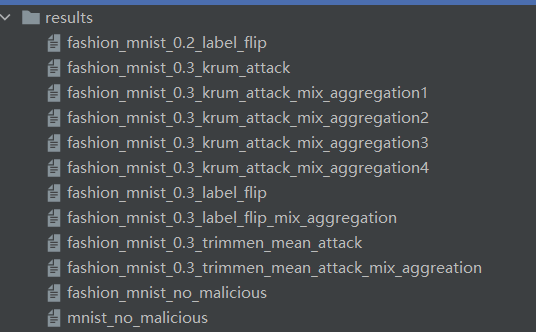 results
fashion_mnist_0.2_label_flip
fashion_mnist_0.3_krum_attack
fashion_mnist_0.3_krum_attack_mix_aggregation1
fashion_mnist_0.3_krum_attack_mix_aggregation2
fashion_mnist_0.3_krum_attack_mix_aggregation3
fashion_mnist_0.3_krum_attack_mix_aggregation4
fashion_mnist_0.3_label_flip
fashion_mnist_0.3_label_flip_mix_aggregation
fashion_mnist_0.3_trimmen_mean_attack
fashion_mnist_0.3_trimmen_mean_attack_mix_aggreation
fashion_mnist_no_malicious
mnist_no_malicious